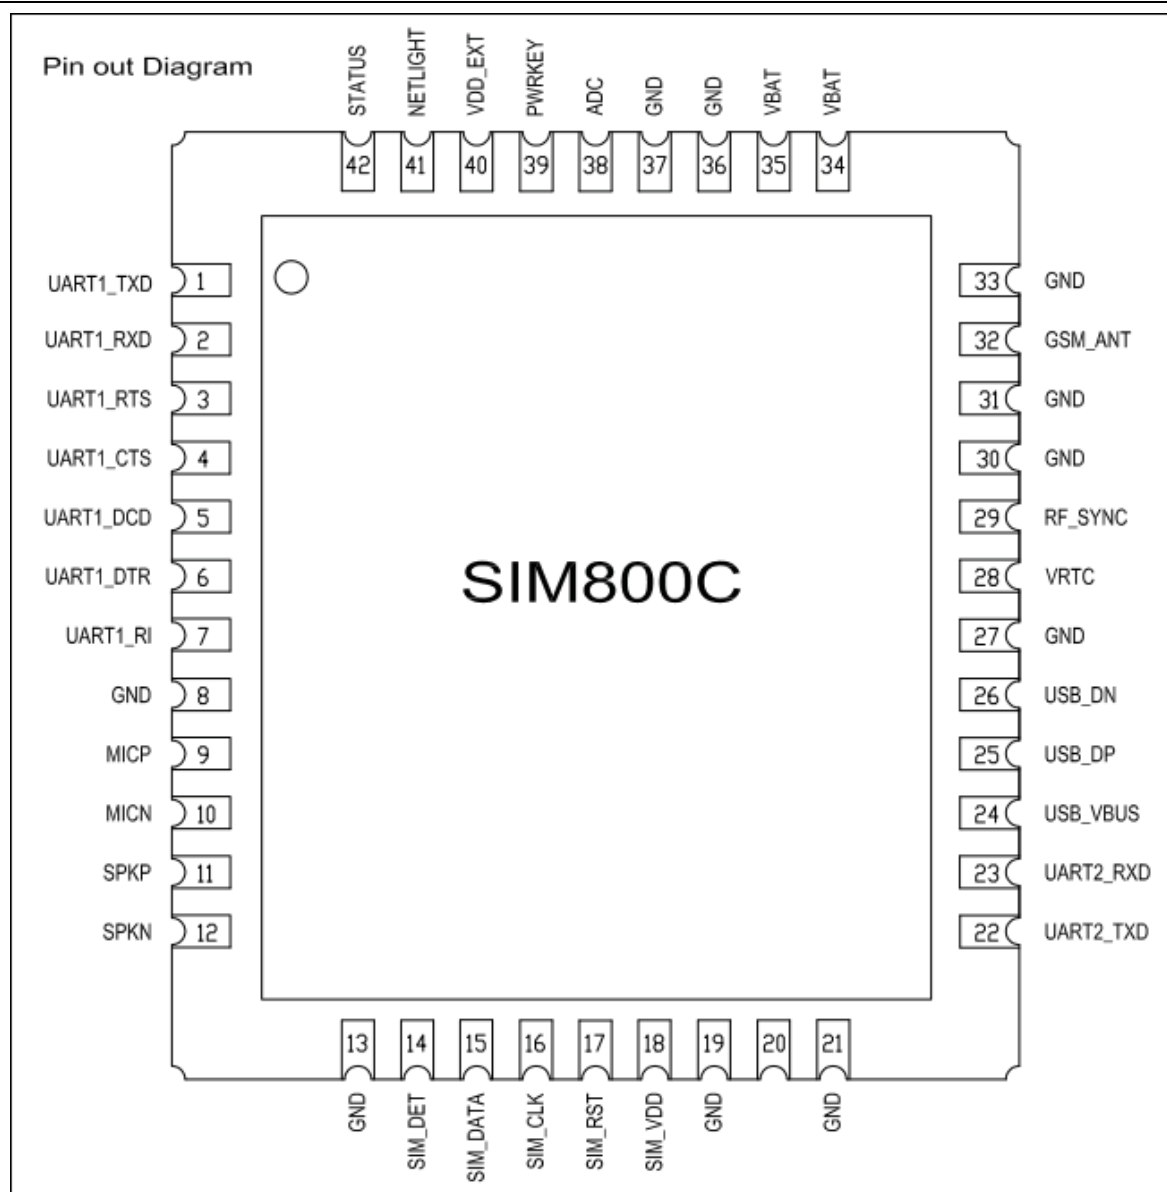 Pin out Diagram
STATUS
NETLIGHT
VDD_EXT
PWRKEY
ADC
GND
GND
VBAT
VBAT
42
41
40
39
38
37
36
35
34
UART1_TXD 1
UART1_RXD 2
UART1_RTS 3
UART1_CTS 4
UART1_DCD 5
UART1_DTR 6
UART1_RI 7
GND 8
MICP 9
MICN 10
SPKP 11
SPKN 12
SIM800C
33 GND
32 GSM_ANT
31 GND
30 GND
29 RF_SYNC
28 VRTC
27 GND
26 USB_DN
25 USB_DP
24 USB_VBUS
23 UART2_RXD
22 UART2_TXD
13
14
15
16
17
18
19
20
21
GND
SIM_DET
SIM_DATA
SIM_CLK
SIM_RST
SIM_VDD
GND
GND